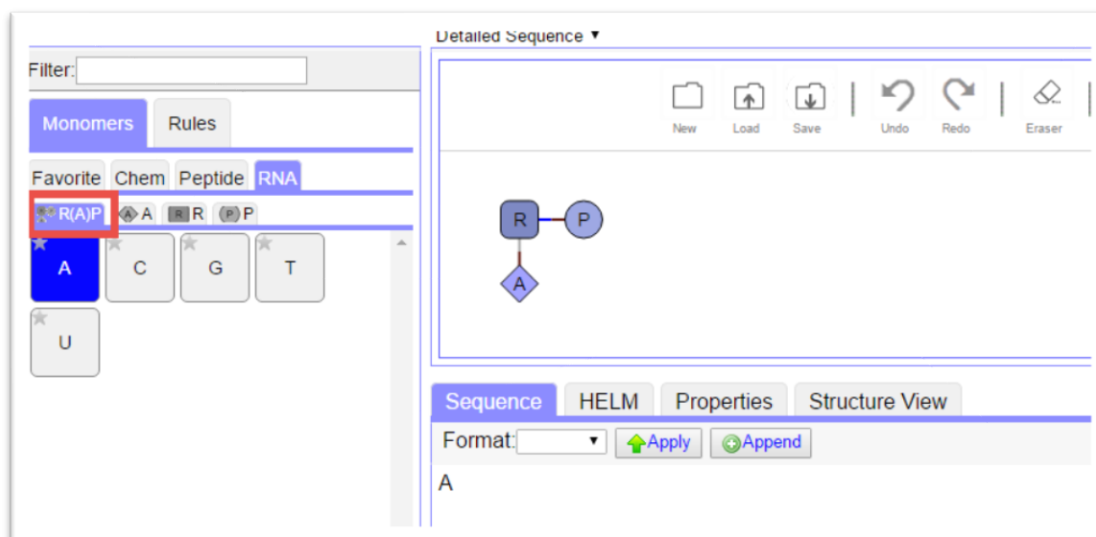 Detailed Sequence ▼
Filter:
New Load Save Undo Redo Eraser
Monomers Rules
Favorite Chem Peptide RNA
R(A)P A A R R P P
A C G T
U
R P
A
Sequence HELM Properties Structure View
Format: Apply Append
A